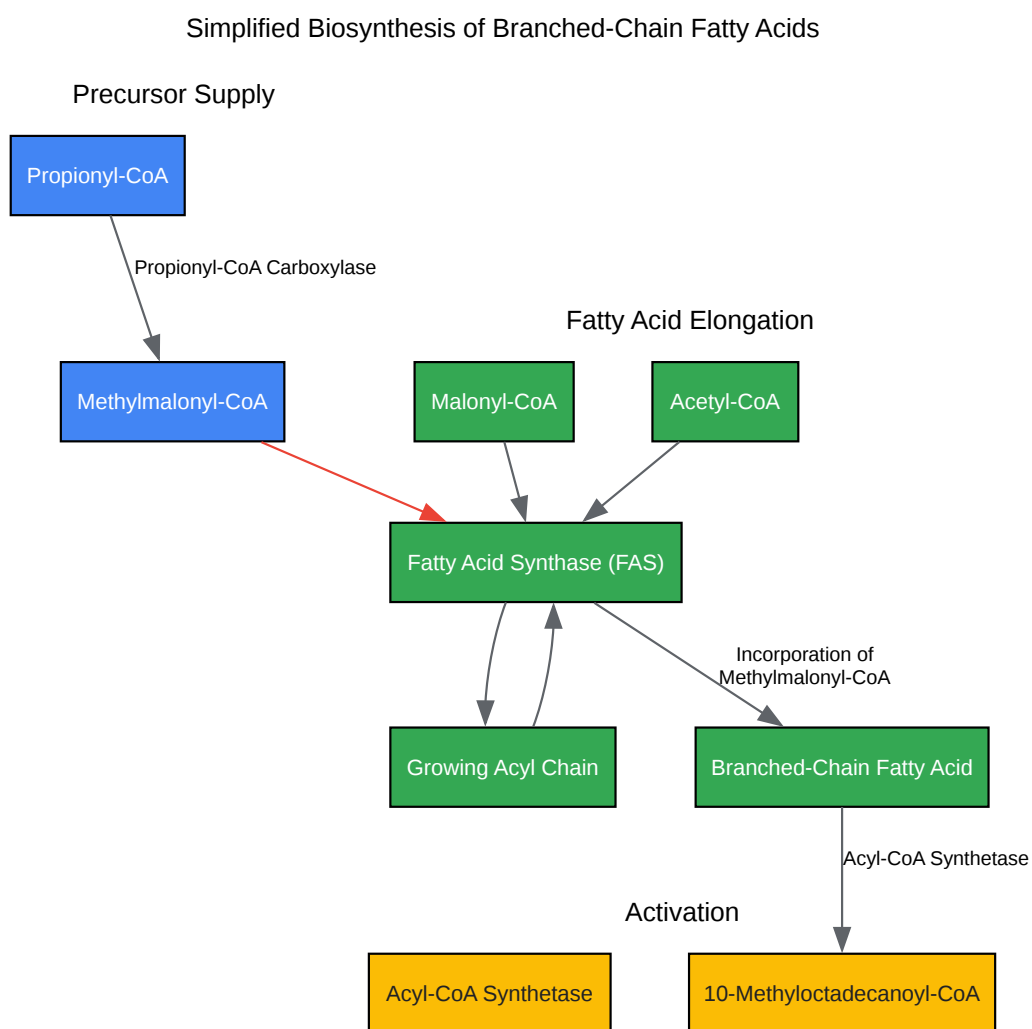 Simplified Biosynthesis of Branched-Chain Fatty Acids
Precursor Supply
Propionyl-CoA
Propionyl-CoA Carboxylase
Fatty Acid Elongation
Methylmalonyl-CoA
Malonyl-CoA
Acetyl-CoA
Fatty Acid Synthase (FAS)
Incorporation of
Methylmalonyl-CoA
Growing Acyl Chain
Branched-Chain Fatty Acid
Acyl-CoA Synthetase
Activation
Acyl-CoA Synthetase
10-Methyloctadecanoyl-CoA